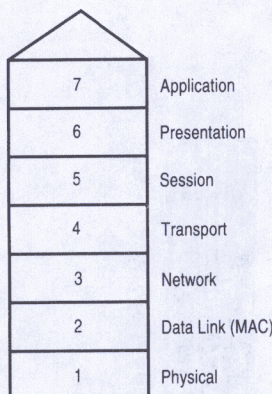 7 Application
6 Presentation
5 Session
4 Transport
3 Network
2 Data Link (MAC)
1 Physical